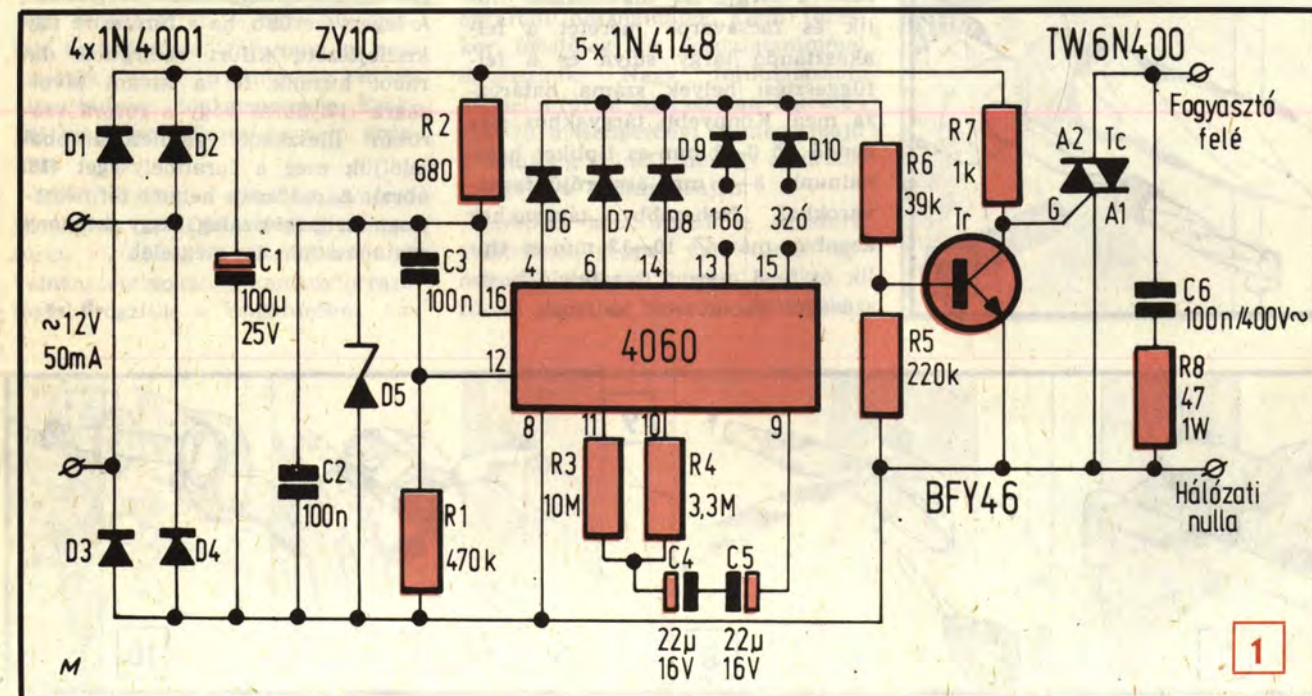 4x1N4001
ZY10
5x1N4148
TW6N400
D1
D2
R2
680
D9
D10
D6
D7
D8
16ó
32ó
R6
39k
R7
1k
A2
Tc
G
A1
Fogyasztó
felé
Tr
C1
100µ
25V
C3
100n
16
4
6
14
13
15
4060
12
~12V
50mA
D5
R5
220k
C6
100n/400V~
R8
47
1W
8
11
10
9
BFY46
Hálózati
nulla
C2
100n
R1
470k
R3
10M
R4
3,3M
D3
D4
C4
C5
22µ
16V
22µ
16V
M
1